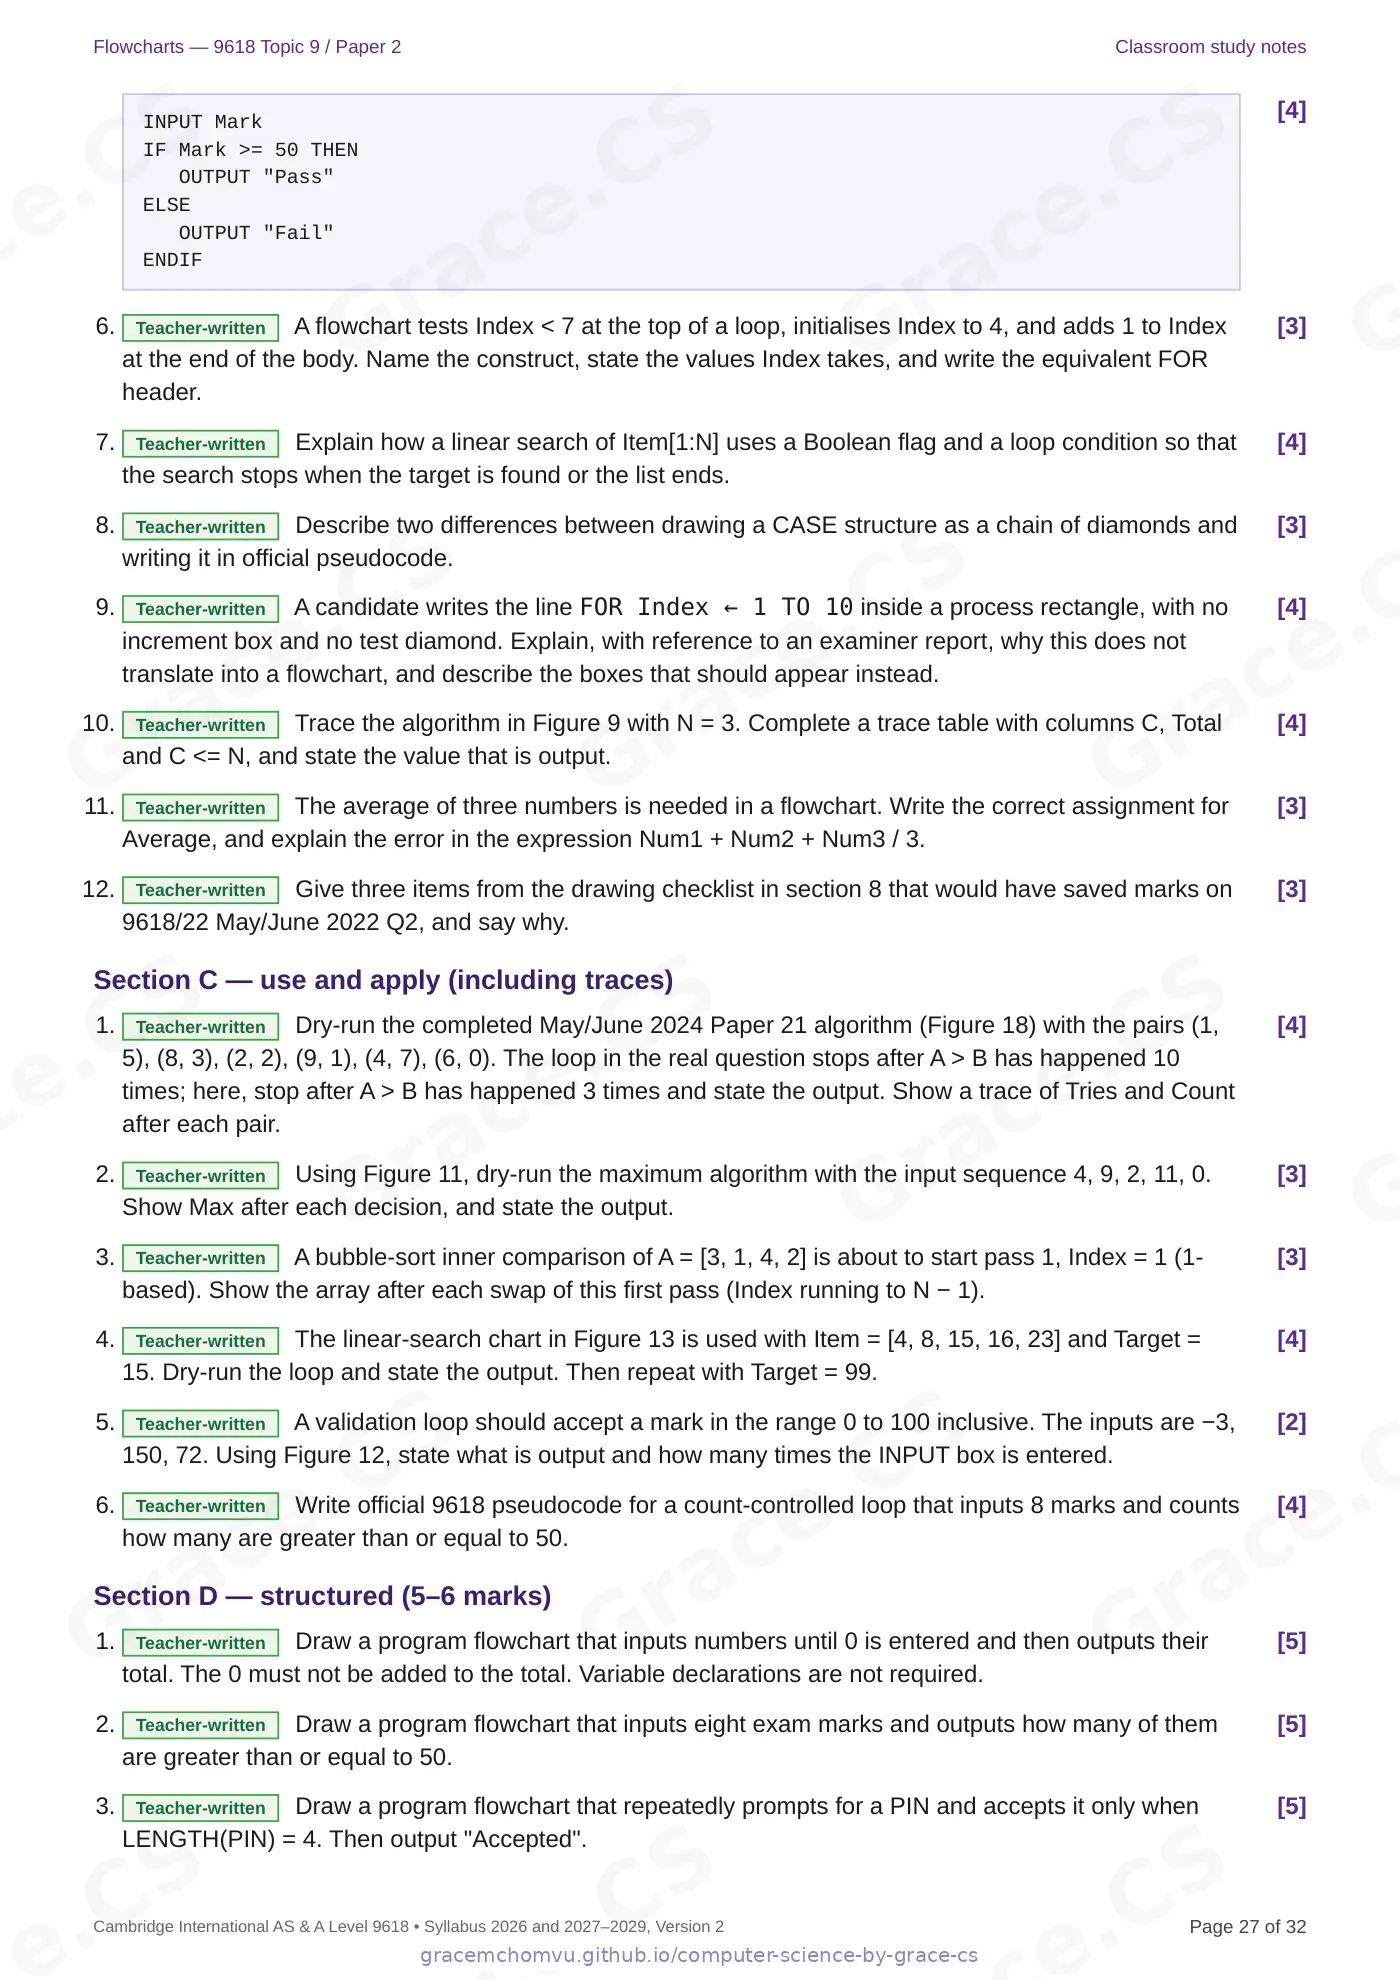 Flowcharts — 9618 Topic 9 / Paper 2
Classroom study notes
INPUT Mark
[4]
IF Mark >= 50 THEN
OUTPUT "Pass"
ELSE
OUTPUT "Fail"
ENDIF
6. Teacher-written A flowchart tests Index < 7 at the top of a loop, initialises Index to 4, and adds 1 to Index [3]
at the end of the body. Name the construct, state the values Index takes, and write the equivalent FOR
header.
7. Teacher-written Explain how a linear search of Item[1:N] uses a Boolean flag and a loop condition so that [4]
the search stops when the target is found or the list ends.
8. Teacher-written Describe two differences between drawing a CASE structure as a chain of diamonds and [3]
writing it in official pseudocode.
9. Teacher-written A candidate writes the line FOR Index ← 1 TO 10 inside a process rectangle, with no [4]
increment box and no test diamond. Explain, with reference to an examiner report, why this does not
translate into a flowchart, and describe the boxes that should appear instead.
10. Teacher-written Trace the algorithm in Figure 9 with N = 3. Complete a trace table with columns C, Total [4]
and C <= N, and state the value that is output.
11. Teacher-written The average of three numbers is needed in a flowchart. Write the correct assignment for [3]
Average, and explain the error in the expression Num1 + Num2 + Num3 / 3.
12. Teacher-written Give three items from the drawing checklist in section 8 that would have saved marks on [3]
9618/22 May/June 2022 Q2, and say why.
Section C — use and apply (including traces)
1. Teacher-written Dry-run the completed May/June 2024 Paper 21 algorithm (Figure 18) with the pairs (1, [4]
5), (8, 3), (2, 2), (9, 1), (4, 7), (6, 0). The loop in the real question stops after A > B has happened 10
times; here, stop after A > B has happened 3 times and state the output. Show a trace of Tries and Count
after each pair.
2. Teacher-written Using Figure 11, dry-run the maximum algorithm with the input sequence 4, 9, 2, 11, 0. [3]
Show Max after each decision, and state the output.
3. Teacher-written A bubble-sort inner comparison of A = [3, 1, 4, 2] is about to start pass 1, Index = 1 (1- [3]
based). Show the array after each swap of this first pass (Index running to N − 1).
4. Teacher-written The linear-search chart in Figure 13 is used with Item = [4, 8, 15, 16, 23] and Target = [4]
15. Dry-run the loop and state the output. Then repeat with Target = 99.
5. Teacher-written A validation loop should accept a mark in the range 0 to 100 inclusive. The inputs are −3, [2]
150, 72. Using Figure 12, state what is output and how many times the INPUT box is entered.
6. Teacher-written Write official 9618 pseudocode for a count-controlled loop that inputs 8 marks and counts [4]
how many are greater than or equal to 50.
Section D — structured (5–6 marks)
1. Teacher-written Draw a program flowchart that inputs numbers until 0 is entered and then outputs their [5]
total. The 0 must not be added to the total. Variable declarations are not required.
2. Teacher-written Draw a program flowchart that inputs eight exam marks and outputs how many of them [5]
are greater than or equal to 50.
3. Teacher-written Draw a program flowchart that repeatedly prompts for a PIN and accepts it only when [5]
LENGTH(PIN) = 4. Then output "Accepted".
Cambridge International AS & A Level 9618 • Syllabus 2026 and 2027–2029, Version 2
Page 27 of 32
gracemchomvu.github.io/computer-science-by-grace-cs